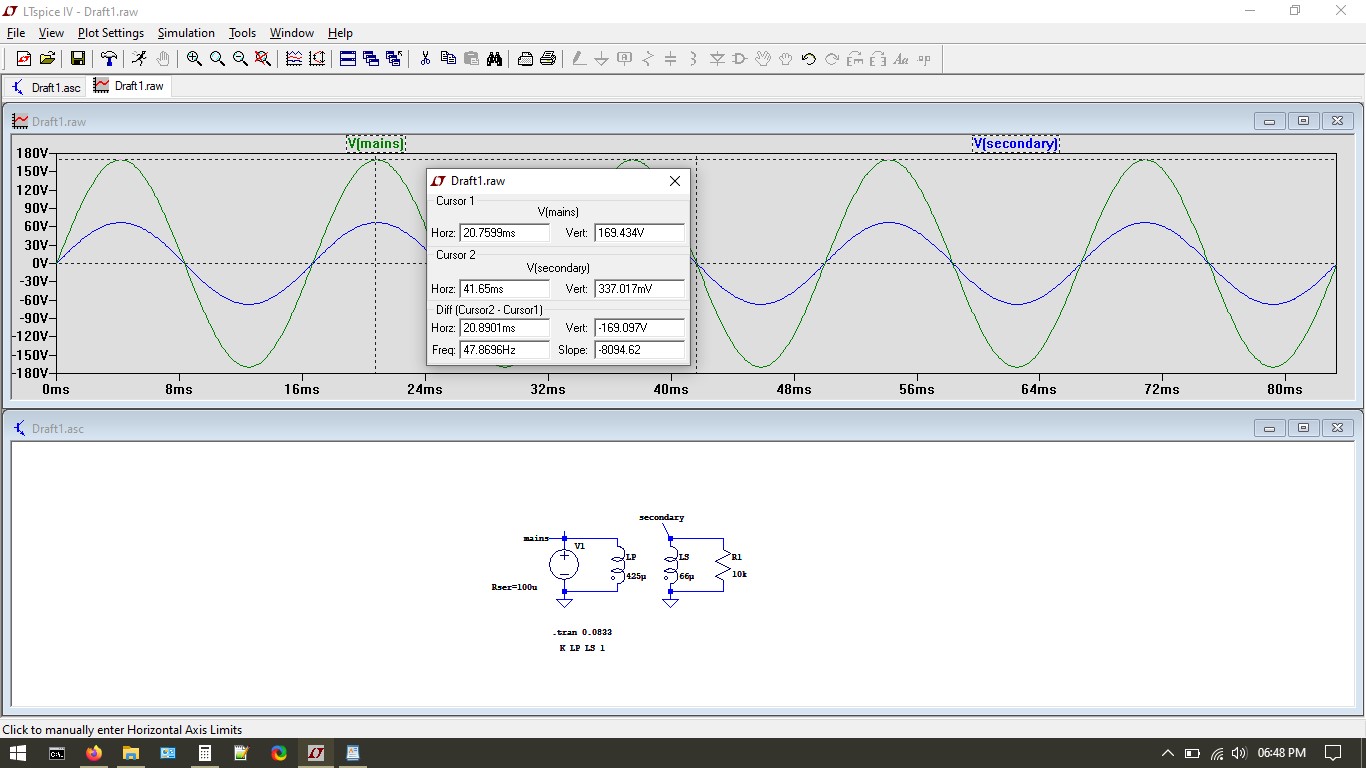 LTspice IV - Draft1.raw
File View Plot Settings Simulation Tools Window Help
Draft1.asc Draft1.raw
Draft1.raw
V(mains) V(secondary)
180V
150V
120V
90V
60V
30V
0V
-30V
-60V
-90V
-120V
-150V
-180V
0ms 8ms 16ms 24ms 32ms 40ms 48ms 56ms 64ms 72ms 80ms
Draft1.raw
Cursor 1
V(mains)
Horz: 20.7599ms Vert: 169.434V
Cursor 2
V(secondary)
Horz: 41.65ms Vert: 337.017mV
Diff (Cursor2 - Cursor1)
Horz: 20.8901ms Vert: -169.097V
Freq: 47.8696Hz Slope: -8094.62
Draft1.asc
secondary
mains
V1
LP
LS
R1
425µ
66µ
10k
Rser=100u
.tran 0.0833
K LP LS 1
Click to manually enter Horizontal Axis Limits
06:48 PM